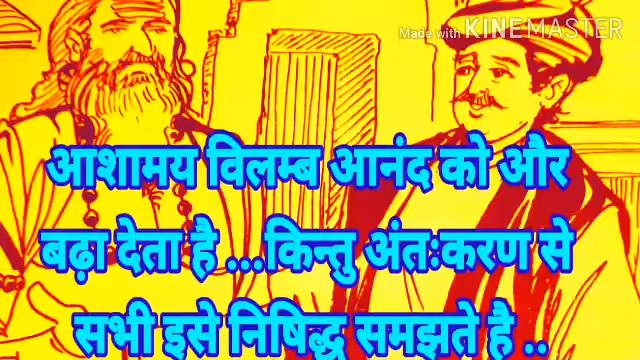 Made with KINEMASTER
आशामय विलम्ब आनंद को और
बढ़ा देता है ...किन्तु अंतःकरण से
सभी इसे निषिद्ध समझते है ..